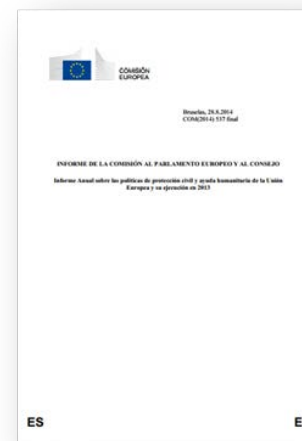 COMISIÓN
EUROPEA
Bruselas, 28.8.2014
COM(2014) 537 final
INFORME DE LA COMISIÓN AL PARLAMENTO EUROPEO Y AL CONSEJO
Informe Anual sobre las políticas de protección civil y ayuda humanitaria de la Unión
Europea y su ejecución en 2013
ES
E